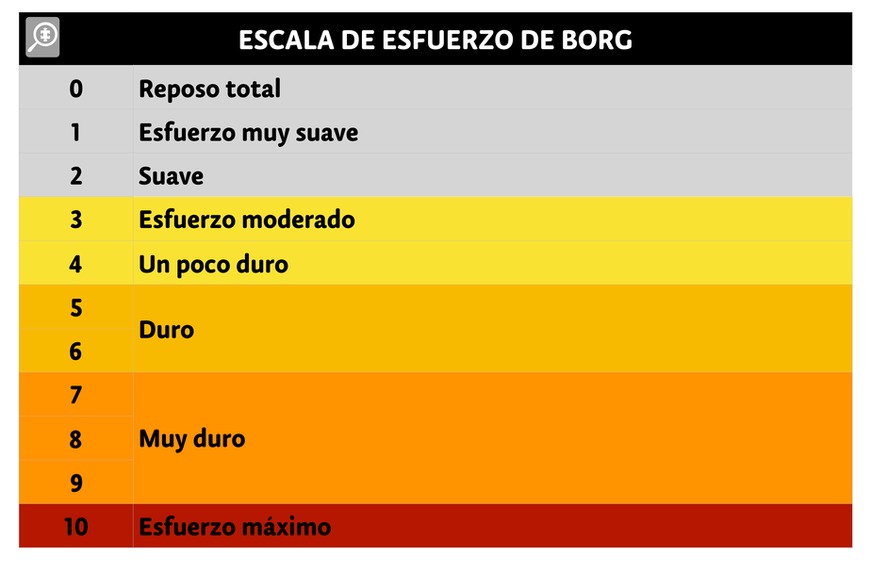 ESCALA DE ESFUERZO DE BORG
0 Reposo total
1 Esfuerzo muy suave
2 Suave
3 Esfuerzo moderado
4 Un poco duro
5
Duro
6
7
8 Muy duro
9
10 Esfuerzo máximo